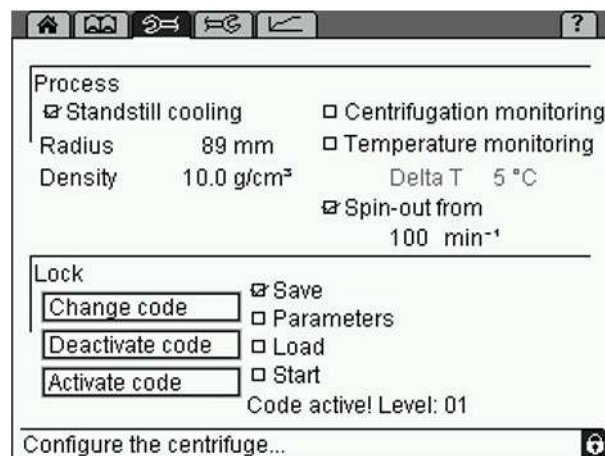 ?
Process
Standstill cooling
Centrifugation monitoring
Radius 89 mm
Temperature monitoring
Density 10.0 g/cm³
Delta T 5 °C
Spin-out from
100 min⁻¹
Lock
Change code
Save
Parameters
Deactivate code
Load
Activate code
Start
Code active! Level: 01
Configure the centrifuge...